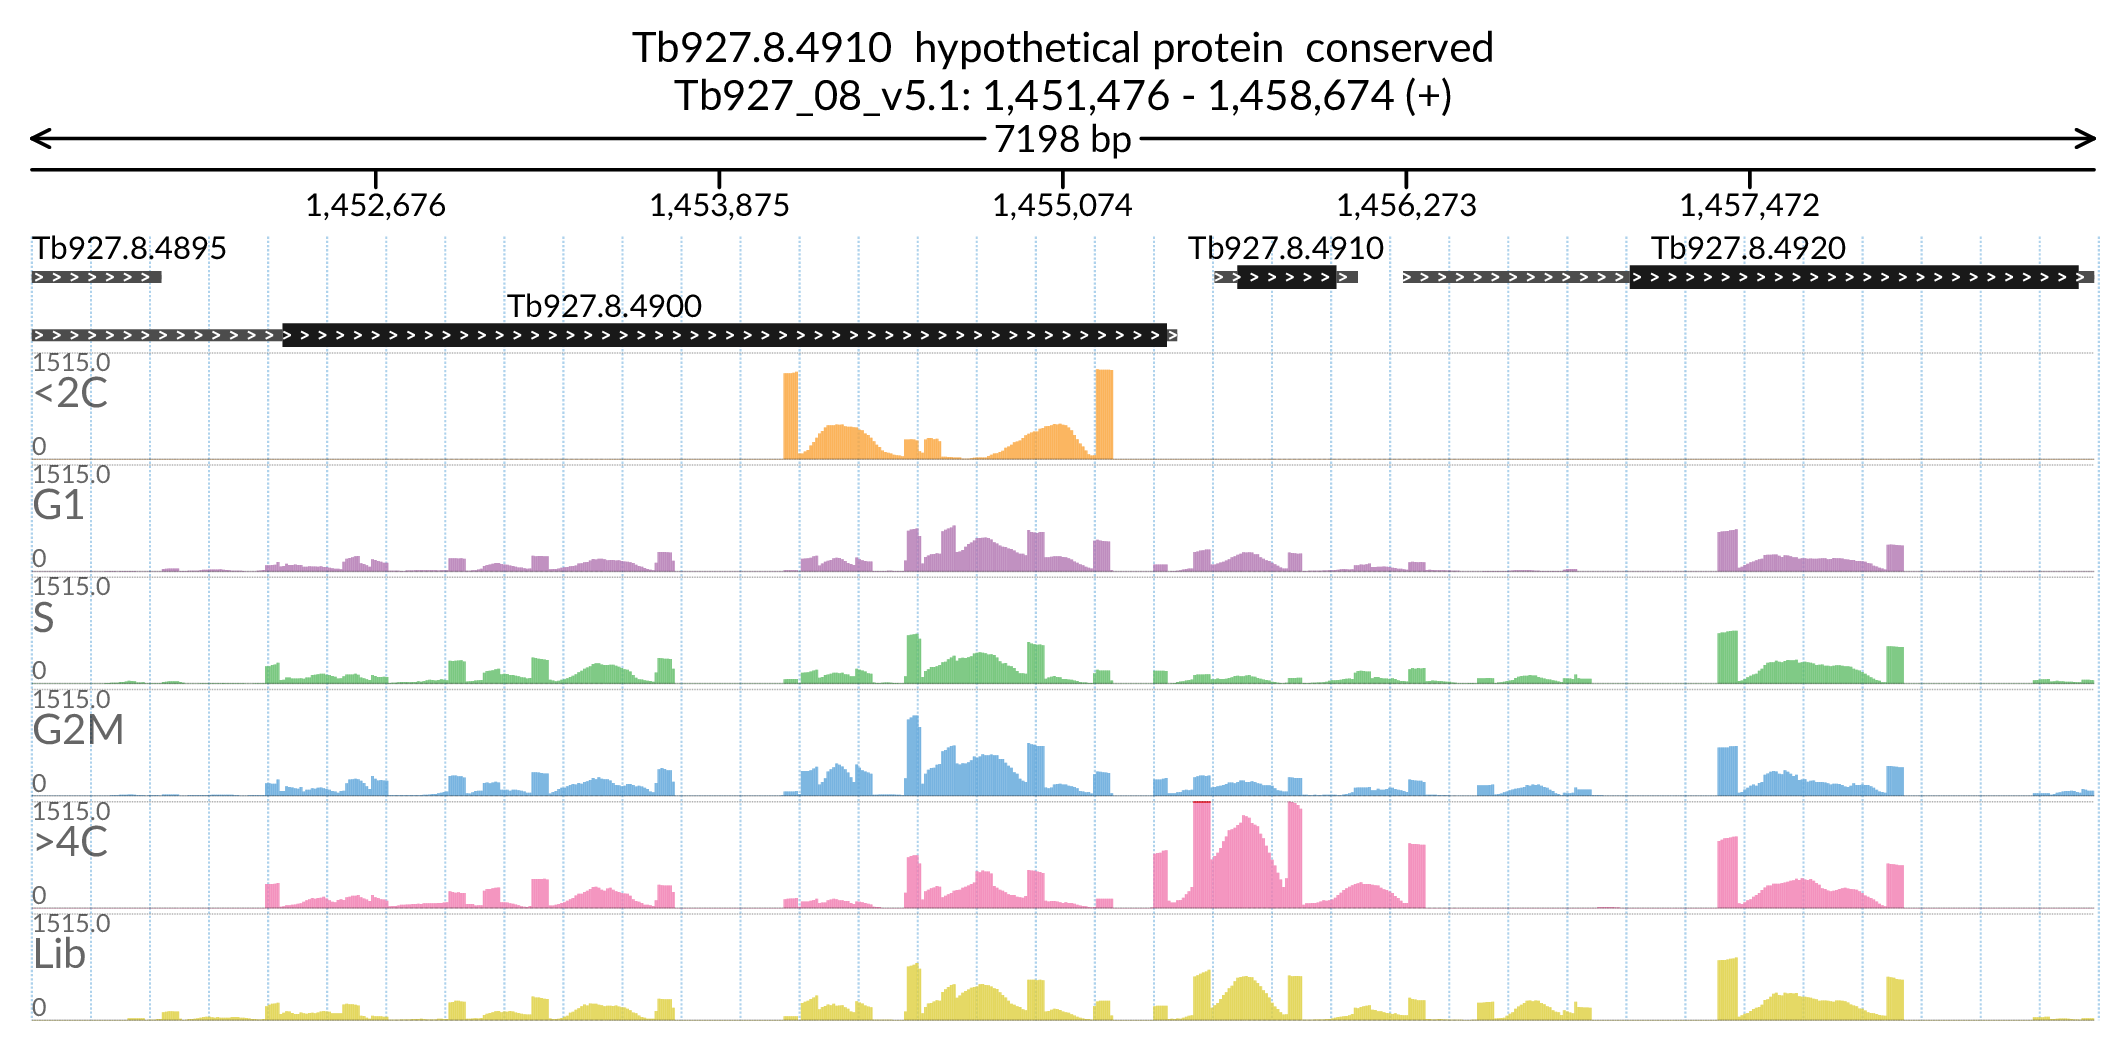 Tb927.8.4910  hypothetical protein  conserved
Tb927_08_v5.1: 1,451,476 - 1,458,674 (+)
7198 bp
1,452,676 1,453,875 1,455,074 1,456,273 1,457,472
Tb927.8.4895 Tb927.8.4910 Tb927.8.4920
Tb927.8.4900
1515.0
<2C
0
1515.0
G1
0
1515.0
S
0
1515.0
G2M
0
1515.0
>4C
0
1515.0
Lib
0